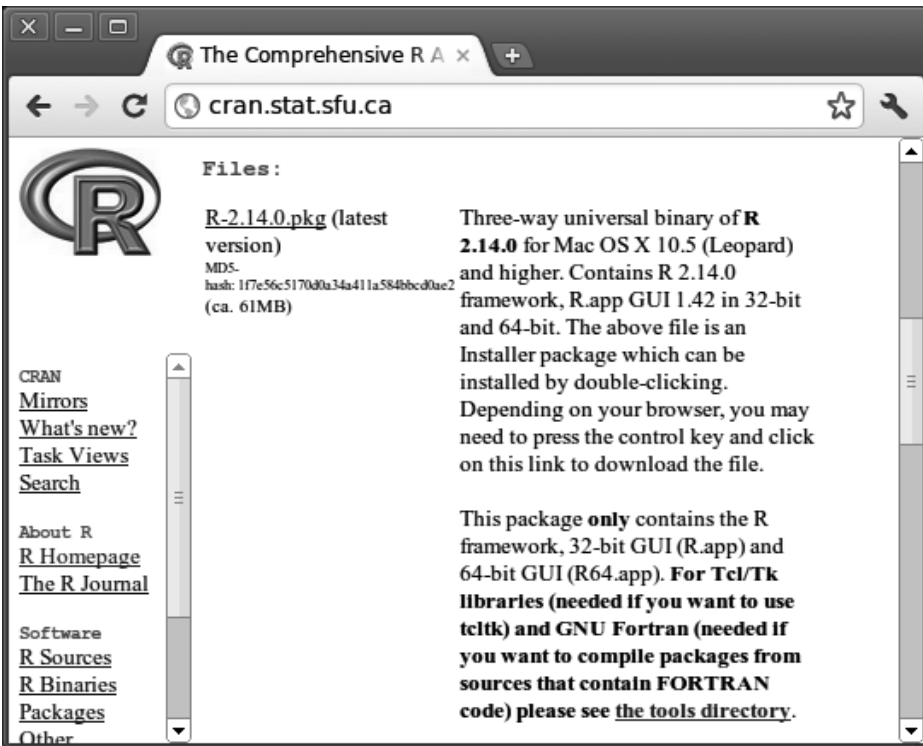 The Comprehensive R A
cran.stat.sfu.ca
R
Files:
R-2.14.0.pkg (latest
version)
MD5-
hash: 1f7e56c5170d0a34a411a584bbcd0ae2
(ca. 61MB)
Three-way universal binary of R
2.14.0 for Mac OS X 10.5 (Leopard)
and higher. Contains R 2.14.0
framework, R.app GUI 1.42 in 32-bit
and 64-bit. The above file is an
Installer package which can be
installed by double-clicking.
Depending on your browser, you may
need to press the control key and click
on this link to download the file.
This package only contains the R
framework, 32-bit GUI (R.app) and
64-bit GUI (R64.app). For Tcl/Tk
libraries (needed if you want to use
tcltk) and GNU Fortran (needed if
you want to compile packages from
sources that contain FORTRAN
code) please see the tools directory.
CRAN
Mirrors
What's new?
Task Views
Search
About R
R Homepage
The R Journal
Software
R Sources
R Binaries
Packages
Other